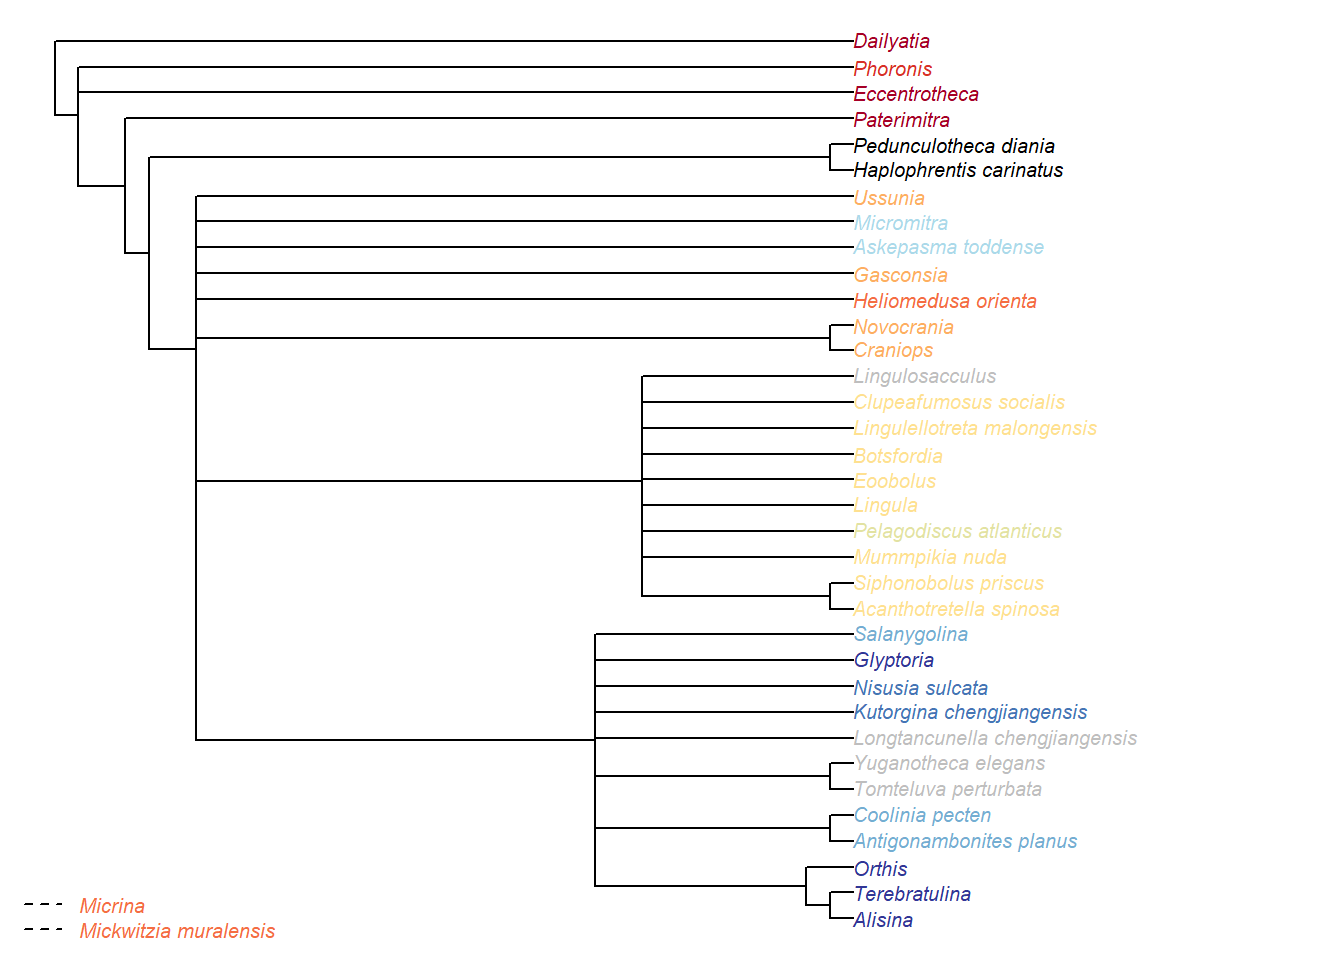 Dailyatia
Phoronis
Eccentrotheca
Paterimitra
Pedunculotheca diania
Haplophrentis carinatus
Ussunia
Micromitra
Askepasma toddense
Gasconsia
Heliomedusa orienta
Novocrania
Craniops
Lingulosacculus
Clupeafumosus socialis
Lingulellotreta malongensis
Botsfordia
Eoobolus
Lingula
Pelagodiscus atlanticus
Mummpikia nuda
Siphonobolus priscus
Acanthotretella spinosa
Salanygolina
Glyptoria
Nisusia sulcata
Kutorgina chengjiangensis
Longtancunella chengjiangensis
Yuganotheca elegans
Tomteluva perturbata
Coolinia pecten
Antigonambonites planus
Orthis
Terebratulina
Alisina
Micrina
Mickwitzia muralensis